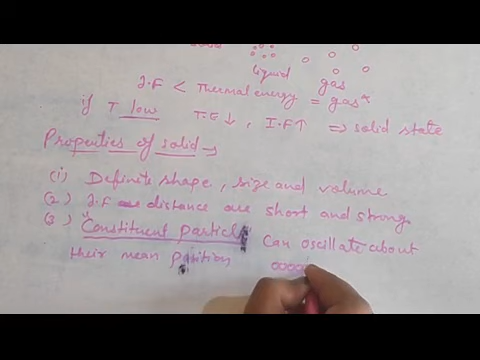 liquid gas
I.F < Thermal energy = gas*
if T low T.E↓, I.F↑ ⇒ solid state
Properties of solid →
(1) Definite shape, size and volume
(2) I.F distance are short and strong
(3) "Constituent particle" Can oscillate about
their mean position